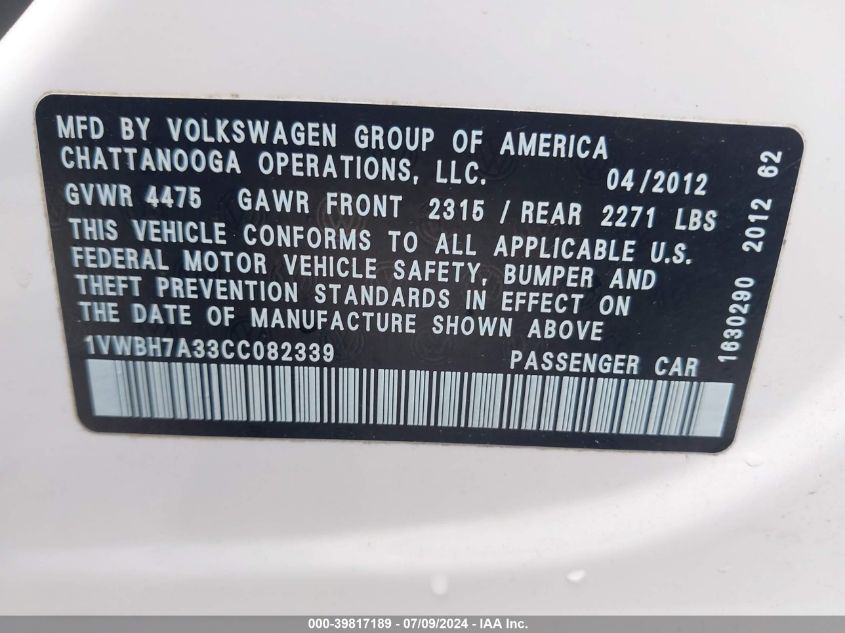 MFD BY VOLKSWAGEN GROUP OF AMERICA
CHATTANOOGA OPERATIONS, LLC. 04/2012
GVWR 4475 GAWR FRONT 2315 / REAR 2271 LBS
THIS VEHICLE CONFORMS TO ALL APPLICABLE U.S.
FEDERAL MOTOR VEHICLE SAFETY, BUMPER AND
THEFT PREVENTION STANDARDS IN EFFECT ON
THE DATE OF MANUFACTURE SHOWN ABOVE
1VWBH7A33CC082339 PASSENGER CAR
1630290 2012 62
000-39817189 - 07/09/2024 - IAA Inc.